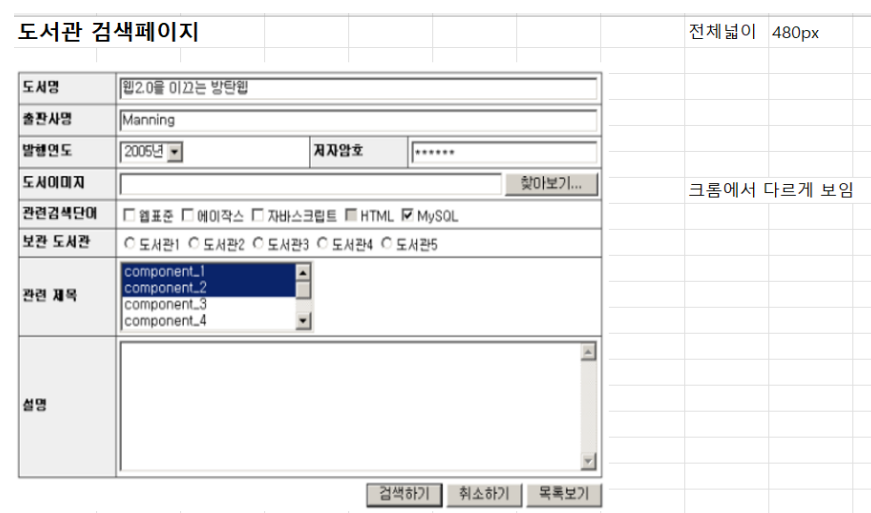 도서관 검색페이지
전체넓이 480px
도서명 웹2.0을 이끄는 방탄웹
출판사명 Manning
발행연도 2005년 저자암호 ******
도서이미지 찾아보기...
크롬에서 다르게 보임
관련검색단어 웹표준 에이작스 자바스크립트 HTML MySQL
보관 도서관 도서관1 도서관2 도서관3 도서관4 도서관5
관련 제목
component_1
component_2
component_3
component_4
설명
검색하기 취소하기 목록보기